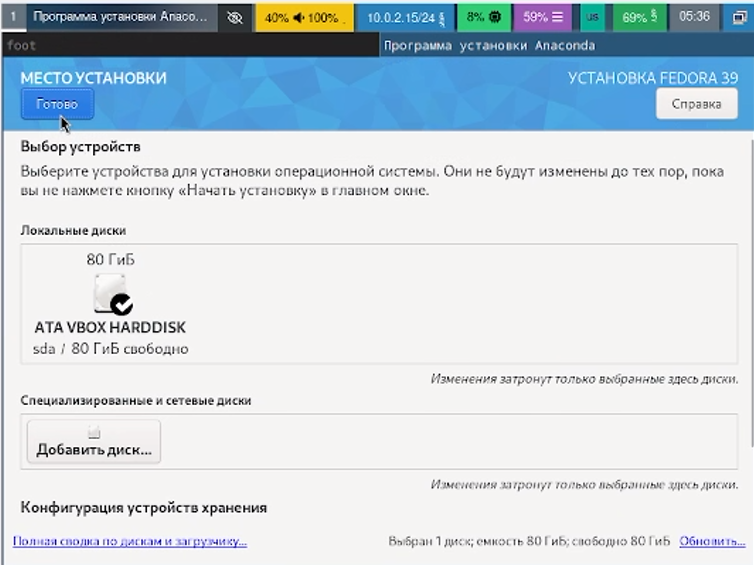 1 Программа установки Anaco... 40% 100% 10.0.2.15/24 8% 59% us 69% 05:36
foot Программа установки Anaconda
МЕСТО УСТАНОВКИ УСТАНОВКА FEDORA 39
Готово Справка
Выбор устройств
Выберите устройства для установки операционной системы. Они не будут изменены до тех пор, пока
вы не нажмете кнопку «Начать установку» в главном окне.
Локальные диски
80 ГиБ
ATA VBOX HARDDISK
sda / 80 ГиБ свободно
Изменения затронут только выбранные здесь диски.
Специализированные и сетевые диски
Добавить диск...
Изменения затронут только выбранные здесь диски.
Конфигурация устройств хранения
Полная сводка по дискам и загрузчику... Выбран 1 диск; емкость 80 ГиБ; свободно 80 ГиБ Обновить...